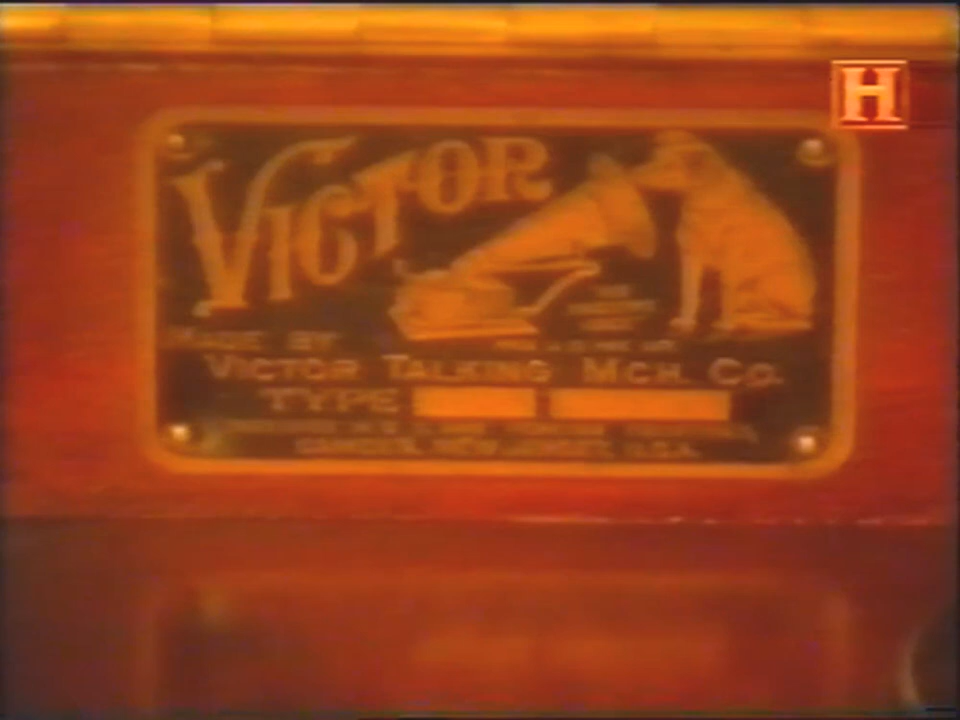 H
VICTOR
MADE BY
VICTOR TALKING MCH. CO.
TYPE
CAMDEN, NEW JERSEY, U.S.A.